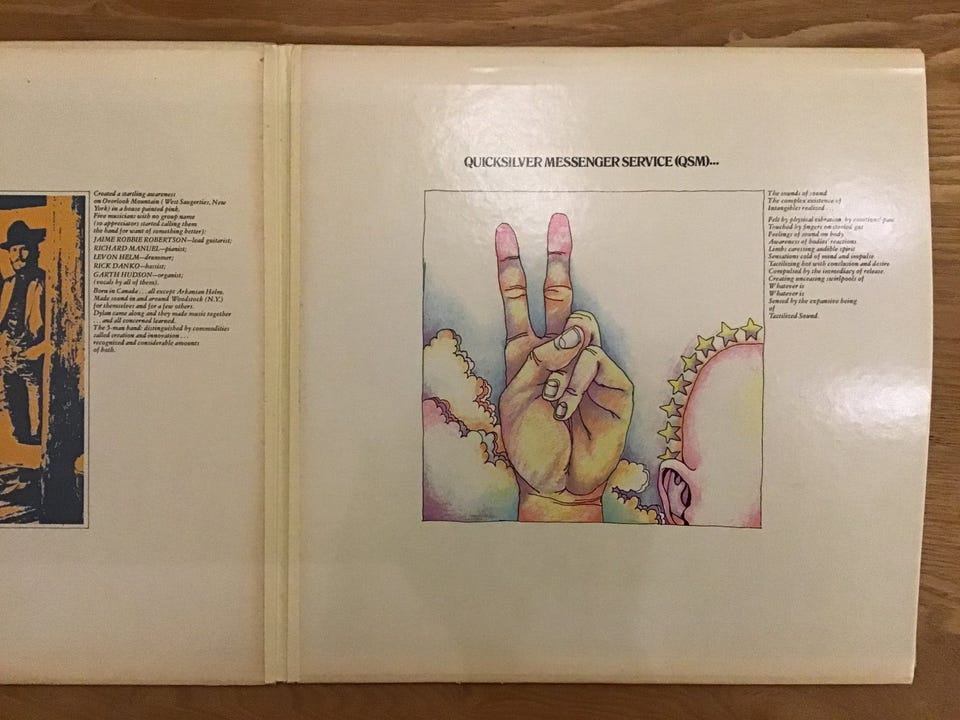 Created a startling awareness
on Overlook Mountain ( West Saugerties, New
York) in a house painted pink.
Five musicians with no group name
(so appreciators started calling them
the band for want of something better):
JAIME ROBBIE ROBERTSON—lead guitarist;
RICHARD MANUEL—pianist;
LEVON HELM—drummer;
RICK DANKO—bassist;
GARTH HUDSON—organist;
(vocals by all of them).
Born in Canada . . . all except Arkansan Helm.
Made sound in and around Woodstock (N.Y.)
for themselves and for a few others.
Dylan came along and they made music together
. . . and all concerned learned.
The 5-man band: distinguished by commodities
called creation and innovation . . .
recognized and considerable amounts
of both.
QUICKSILVER MESSENGER SERVICE (QSM)...
The sounds of sound
The complex existence of
Intangibles realized . . .
Felt by physical vibration, by emotions' past
Touched by fingers on steeled gut
Feelings of sound on body
Awareness of bodies' reactions
Limbs caressing audible spirit
Sensations cold of mind and impulse
Tactilizing hot with conclusion and desire
Compulsed by the immediacy of release.
Creating unceasing swirlpools of
Whatever is
Whatever is
Sensed by the expansive being
of
Tactilized Sound.